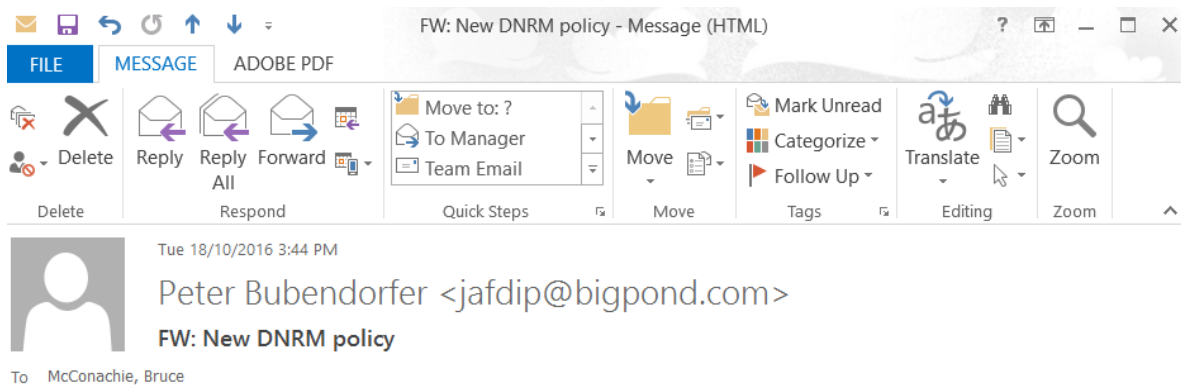 FW: New DNRM policy - Message (HTML)
?
FILE MESSAGE ADOBE PDF
Delete
Reply
Reply All
Forward
Move to: ?
To Manager
Team Email
Move
Mark Unread
Categorize
Follow Up
Translate
Zoom
Delete Respond Quick Steps Move Tags Editing Zoom
Tue 18/10/2016 3:44 PM
Peter Bubendorfer <jafdip@bigpond.com>
FW: New DNRM policy
To McConachie, Bruce